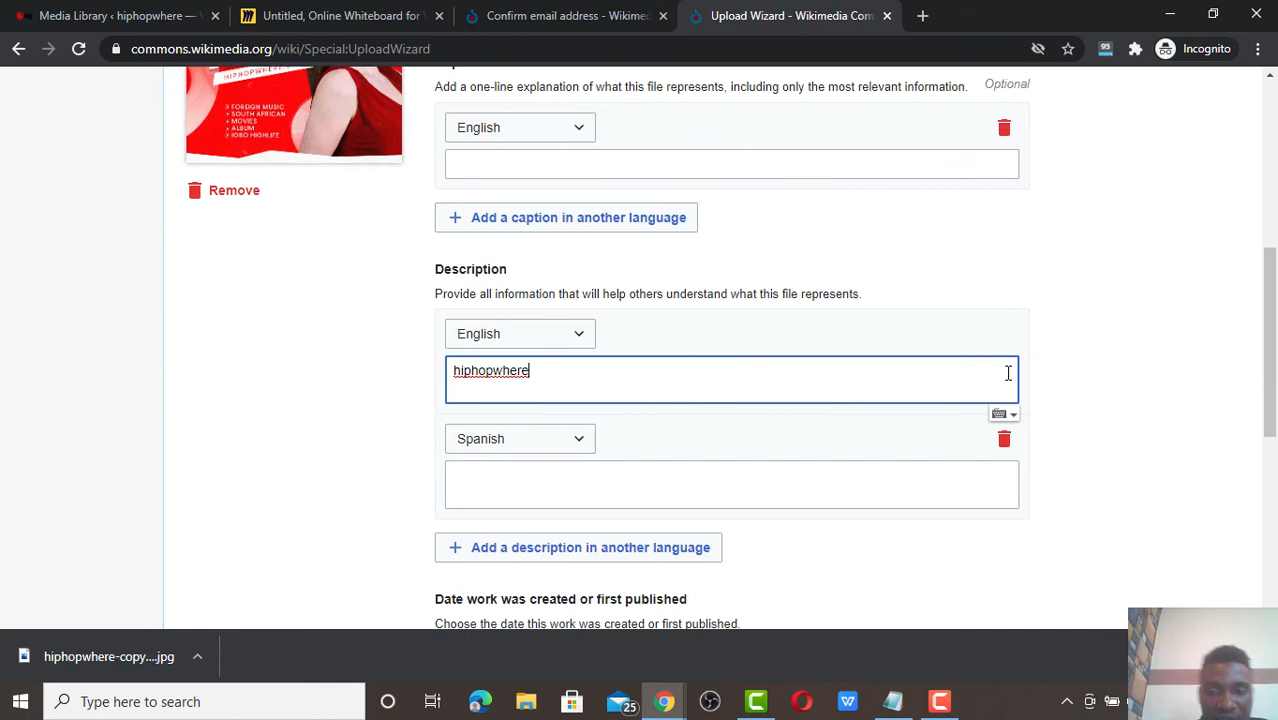 Media Library ‹ hiphopwhere —
Untitled, Online Whiteboard for V
Confirm email address - Wikimed
Upload Wizard - Wikimedia Com
commons.wikimedia.org/wiki/Special:UploadWizard
95
Incognito
HIPHOPWHERE.C
FOREIGN MUSIC
SOUTH AFRICAN
MOVIES
ALBUM
IGBO HIGHLIFE
Remove
Add a one-line explanation of what this file represents, including only the most relevant information.
Optional
English
+ Add a caption in another language
Description
Provide all information that will help others understand what this file represents.
English
hiphopwhere
Spanish
+ Add a description in another language
Date work was created or first published
Choose the date this work was created or first published.
hiphopwhere-copy....jpg
Type here to search
25